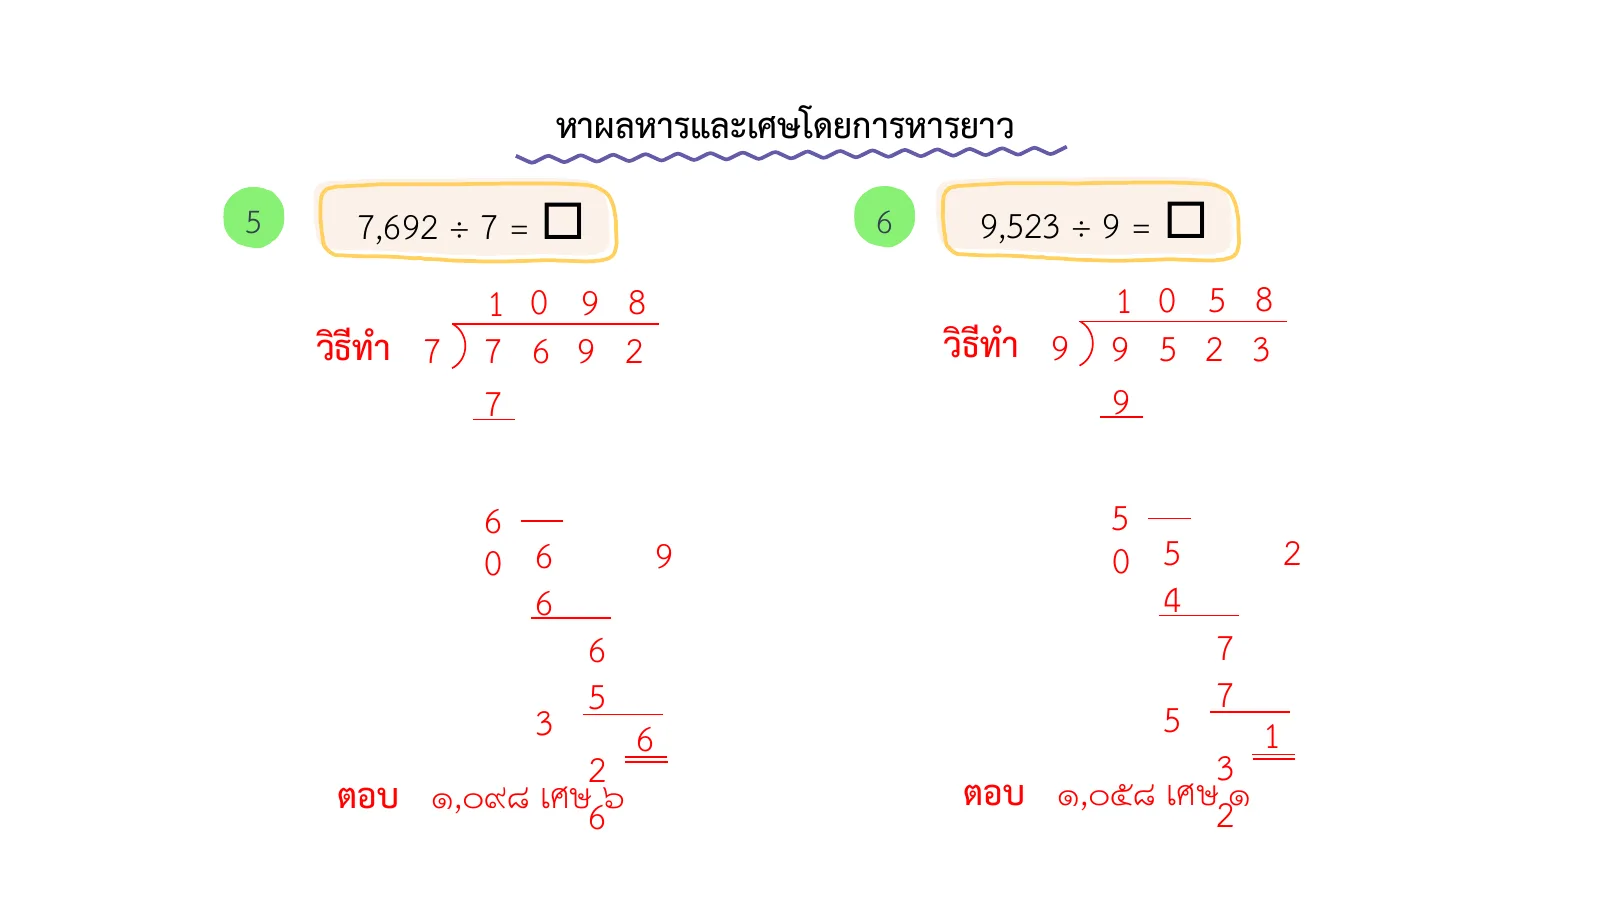 หาผลหารและเศษโดยการหารยาว
5
7,692 ÷ 7 = □
1 0 9 8
วิธีทำ 7 ) 7 6 9 2
7
6
0 6 9
6
6
5
3 6
2
ตอบ ๑,๐๙๘ เศษ ๖
6
6
9,523 ÷ 9 = □
1 0 5 8
วิธีทำ 9 ) 9 5 2 3
9
5
0 5 2
4
7
7
5 1
3
ตอบ ๑,๐๕๘ เศษ ๑
2